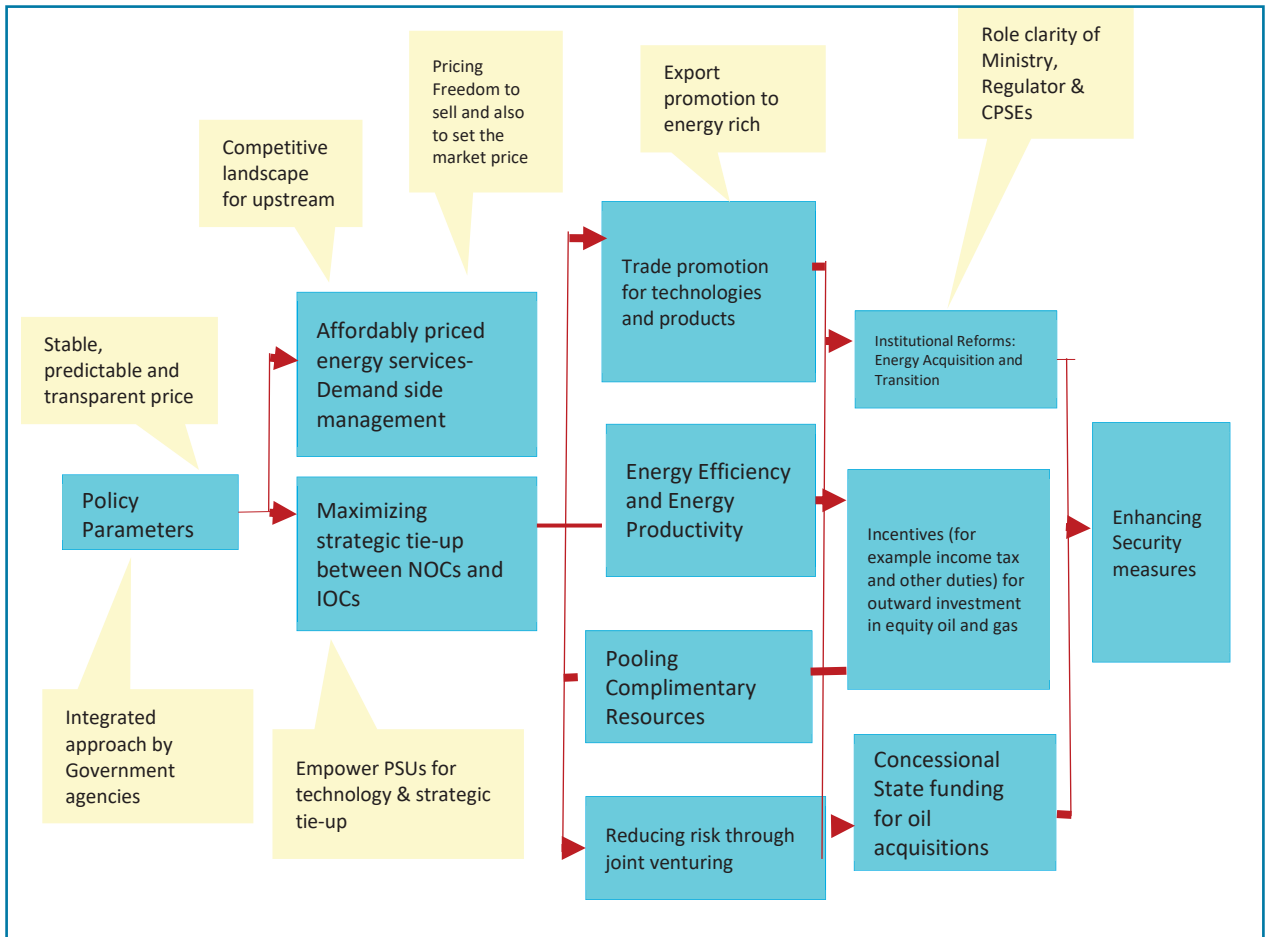 Role clarity of
Ministry,
Regulator &
CPSEs
Pricing
Freedom to
sell and also
to set the
market price
Export
promotion to
energy rich
Competitive
landscape
for upstream
Stable,
predictable and
transparent price
Policy
Parameters
Integrated
approach by
Government
agencies
Affordably priced
energy services-
Demand side
management
Maximizing
strategic tie-up
between NOCs and
IOCs
Empower PSUs for
technology & strategic
tie-up
Trade promotion
for technologies
and products
Energy Efficiency
and Energy
Productivity
Pooling
Complimentary
Resources
Reducing risk through
joint venturing
Institutional Reforms:
Energy Acquisition and
Transition
Incentives (for
example income tax
and other duties) for
outward investment
in equity oil and gas
Concessional
State funding
for oil
acquisitions
Enhancing
Security
measures